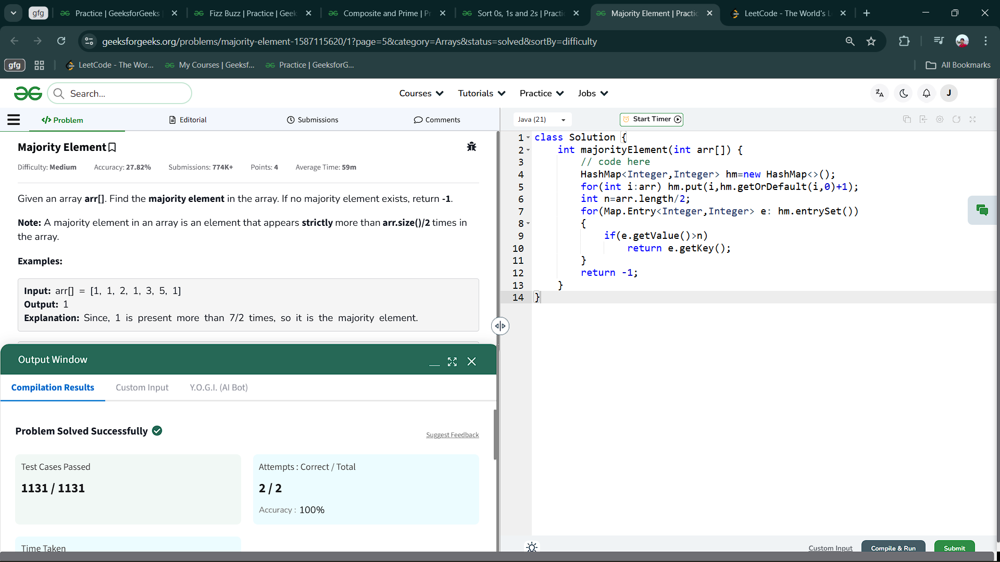 gfg
Practice | GeeksforGeeks
Fizz Buzz | Practice | Geek
Composite and Prime | Pr
Sort 0s, 1s and 2s | Practi
Majority Element | Practic
LeetCode - The World's L
geeksforgeeks.org/problems/majority-element-1587115620/1?page=5&category=Arrays&status=solved&sortBy=difficulty
gfg
LeetCode - The Wor...
My Courses | Geeksf...
Practice | GeeksforG...
All Bookmarks
Search...
Courses
Tutorials
Practice
Jobs
J
</> Problem
Editorial
Submissions
Comments
Java (21)
Start Timer
Majority Element
Difficulty: Medium
Accuracy: 27.82%
Submissions: 774K+
Points: 4
Average Time: 59m
Given an array arr[]. Find the majority element in the array. If no majority element exists, return -1.
Note: A majority element in an array is an element that appears strictly more than arr.size()/2 times in
the array.
Examples:
Input: arr[] = [1, 1, 2, 1, 3, 5, 1]
Output: 1
Explanation: Since, 1 is present more than 7/2 times, so it is the majority element.
Output Window
Compilation Results
Custom Input
Y.O.G.I. (AI Bot)
Problem Solved Successfully
Suggest Feedback
Test Cases Passed
1131 / 1131
Attempts : Correct / Total
2 / 2
Accuracy : 100%
Time Taken
1 class Solution {
2     int majorityElement(int arr[]) {
3         // code here
4         HashMap<Integer,Integer> hm=new HashMap<>();
5         for(int i:arr) hm.put(i,hm.getOrDefault(i,0)+1);
6         int n=arr.length/2;
7         for(Map.Entry<Integer,Integer> e: hm.entrySet())
8         {
9             if(e.getValue()>n)
10                 return e.getKey();
11         }
12         return -1;
13     }
14 }
Custom Input
Compile & Run
Submit